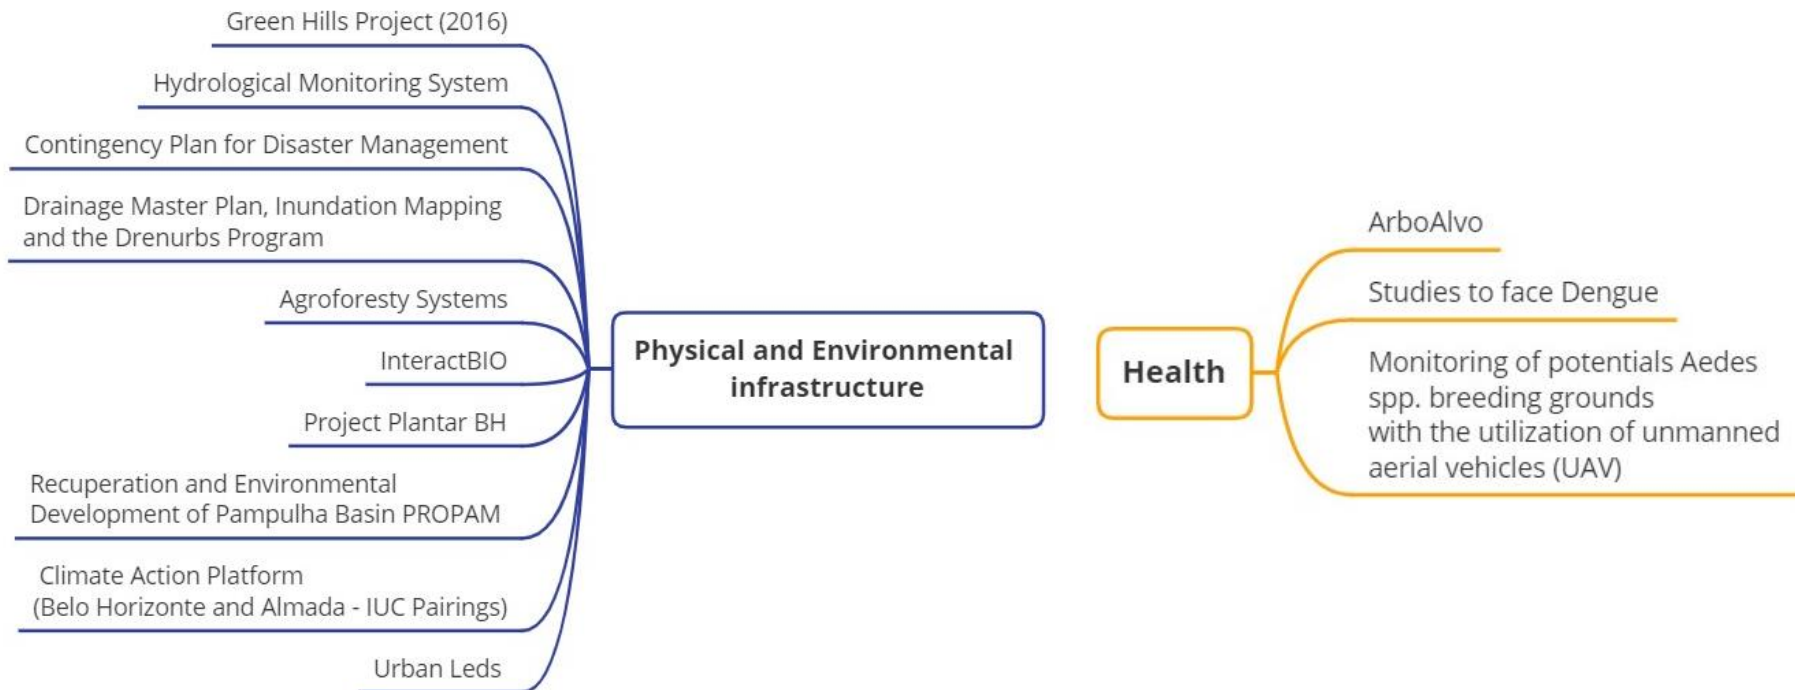 Green Hills Project (2016)
Hydrological Monitoring System
Contingency Plan for Disaster Management
Drainage Master Plan, Inundation Mapping
and the Drenurbs Program
Agroforesty Systems
InteractBIO
Project Plantar BH
Recuperation and Environmental
Development of Pampulha Basin PROPAM
Climate Action Platform
(Belo Horizonte and Almada - IUC Pairings)
Urban Leds
Physical and Environmental
infrastructure
Health
ArboAlvo
Studies to face Dengue
Monitoring of potentials Aedes
spp. breeding grounds
with the utilization of unmanned
aerial vehicles (UAV)